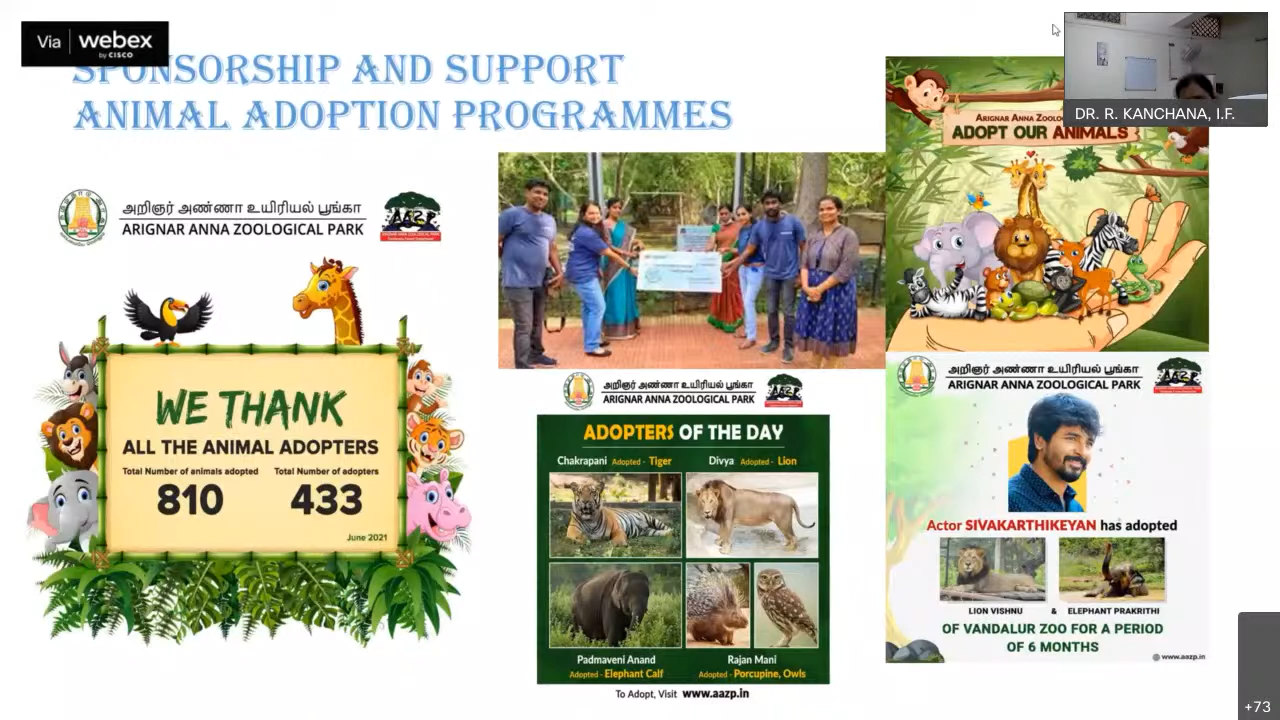 Via webex
by CISCO
SPONSORSHIP AND SUPPORT
ANIMAL ADOPTION PROGRAMMES
அறிஞர் அண்ணா உயிரியல் பூங்கா
ARIGNAR ANNA ZOOLOGICAL PARK
AAZP
WE THANK
ALL THE ANIMAL ADOPTERS
Total Number of animals adopted
810
Total Number of adopters
433
June 2021
அறிஞர் அண்ணா உயிரியல் பூங்கா
ARIGNAR ANNA ZOOLOGICAL PARK
AAZP
ADOPTERS OF THE DAY
Chakrapani Adopted - Tiger
Divya Adopted - Lion
Padmaveni Anand
Adopted - Elephant Calf
Rajan Mani
Adopted - Porcupine, Owls
To Adopt, Visit www.aazp.in
ARIGNAR ANNA
ADOPT OUR ANIMALS
DR. R. KANCHANA, I.F.
அறிஞர் அண்ணா உயிரியல் பூங்கா
ARIGNAR ANNA ZOOLOGICAL PARK
AAZP
Actor SIVAKARTHIKEYAN has adopted
LION VISHNU & ELEPHANT PRAKRITHI
OF VANDALUR ZOO FOR A PERIOD
OF 6 MONTHS
www.aazp.in
+73